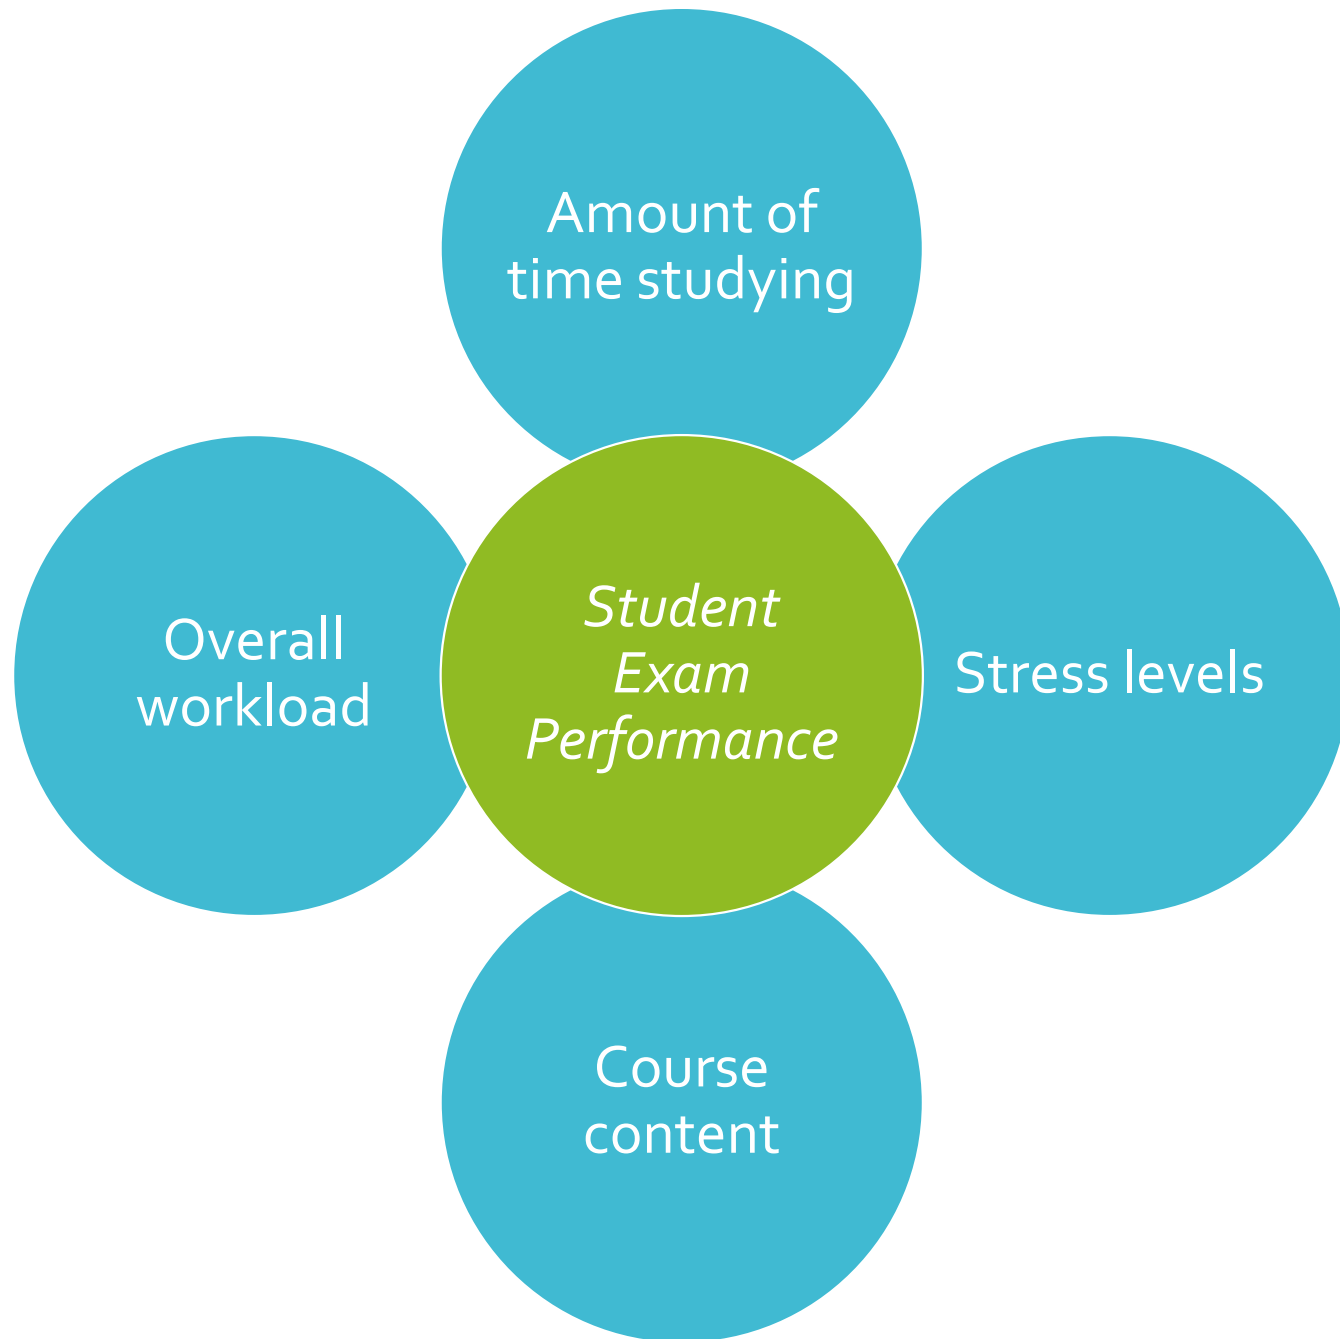 Amount of
time studying
Overall
workload
Student
Exam
Performance
Stress levels
Course
content